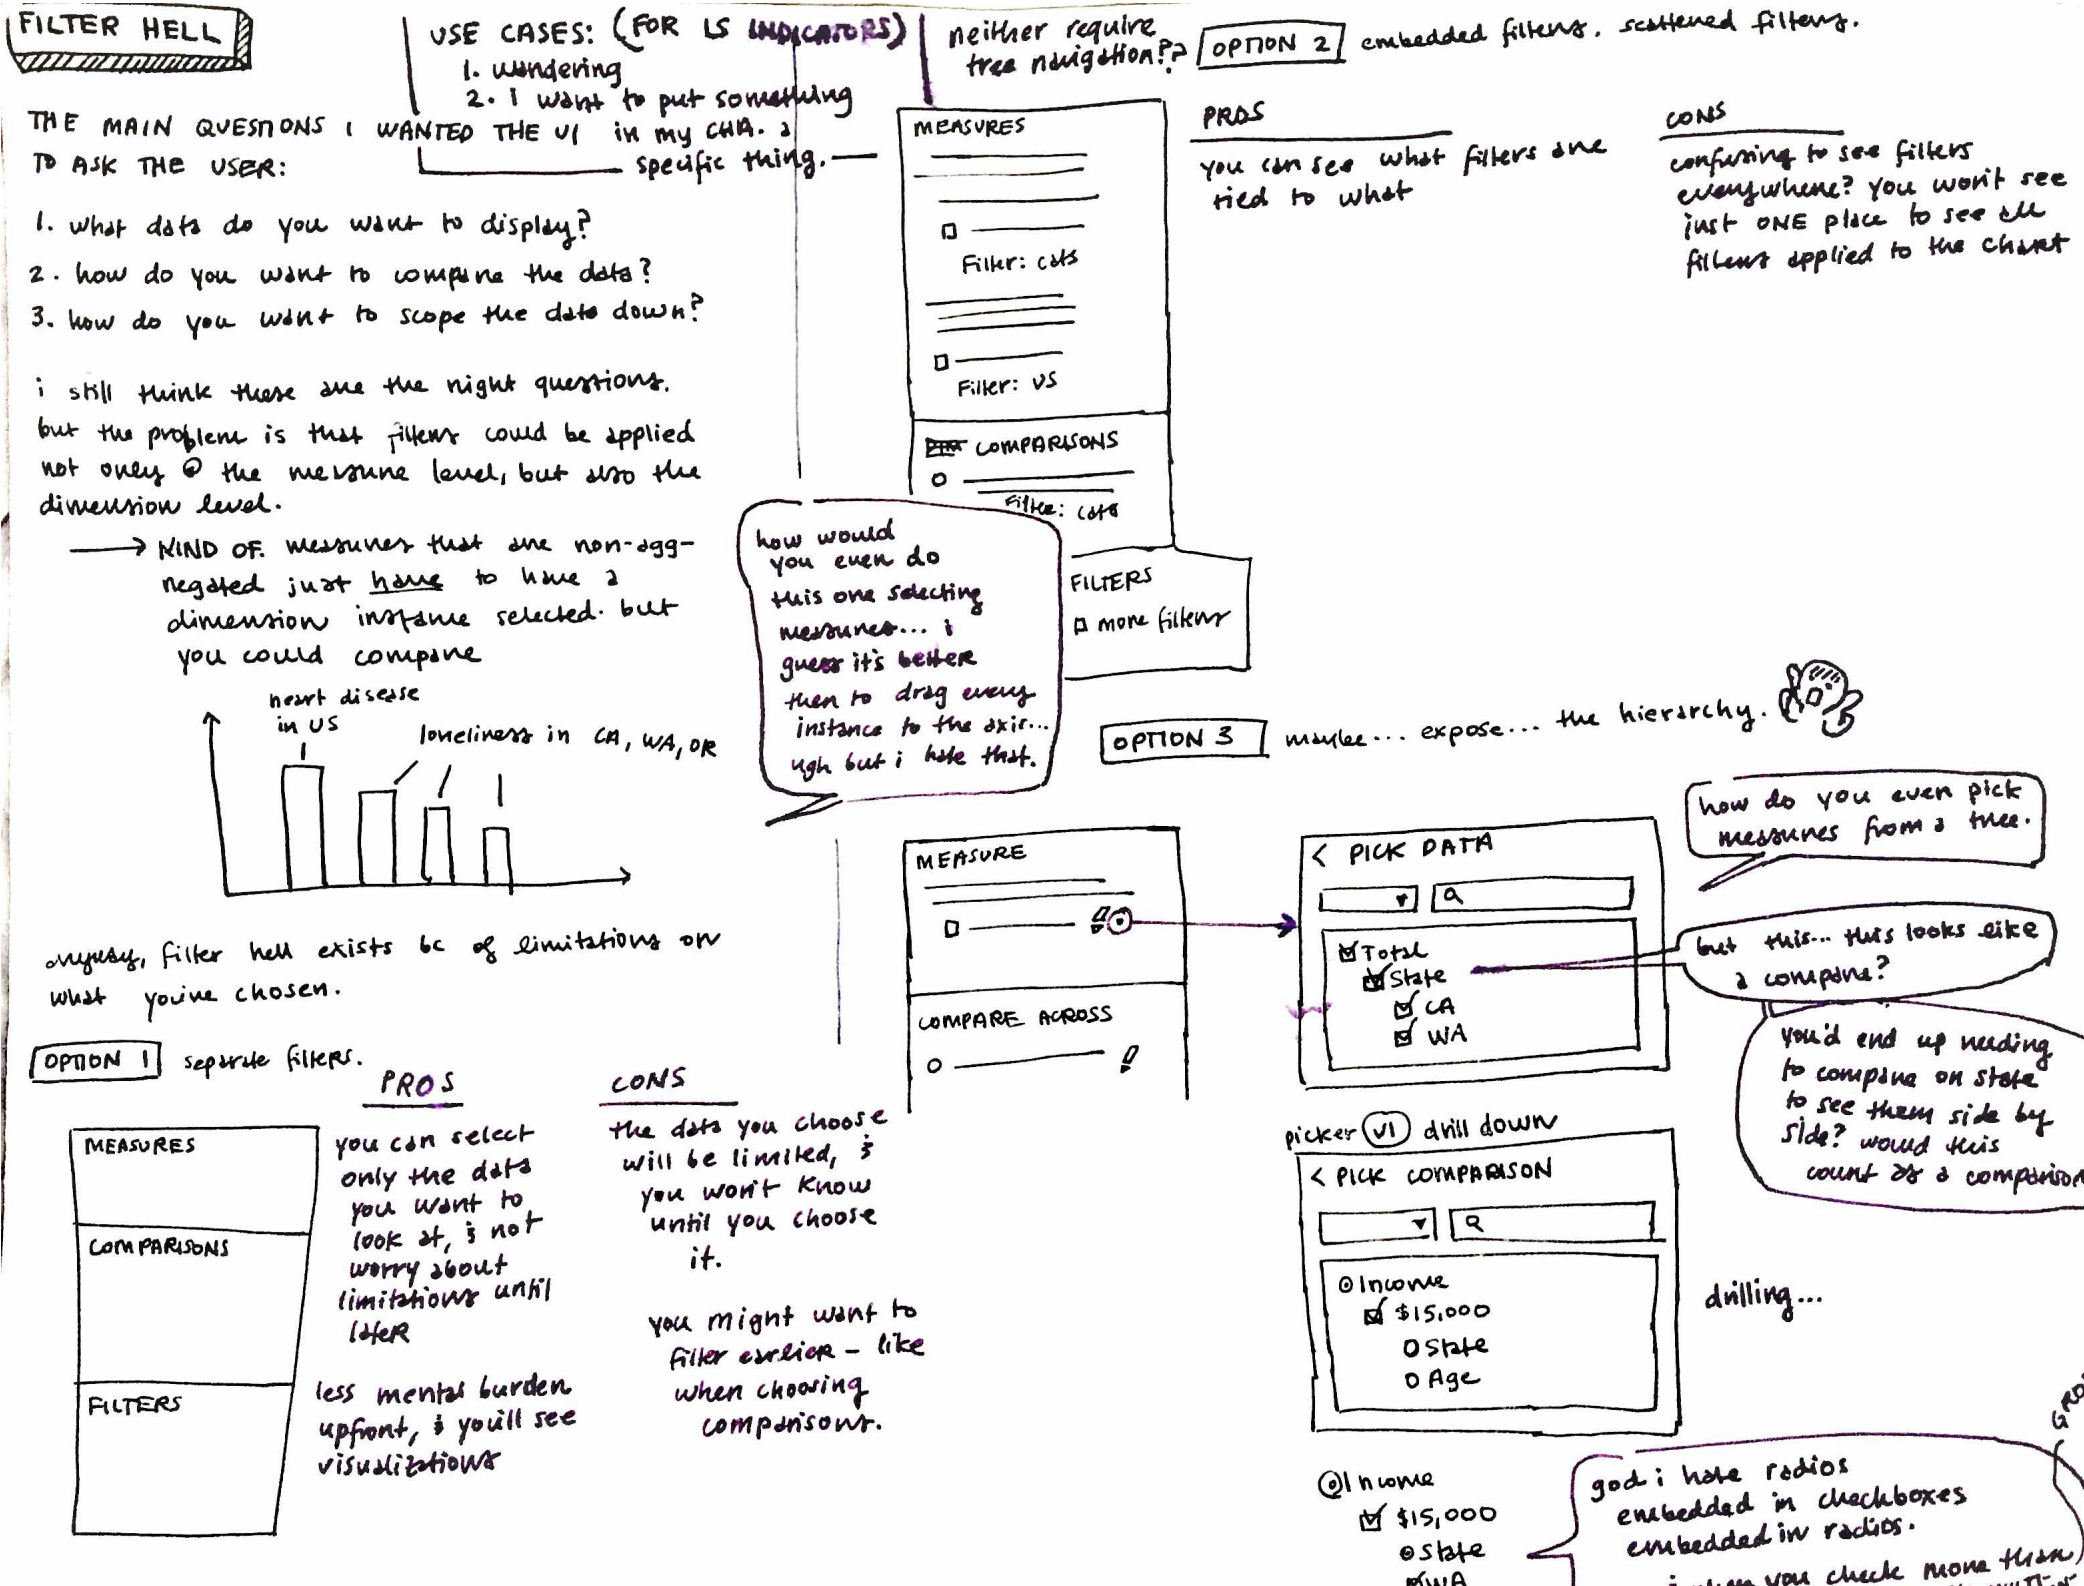 FILTER HELL
USE CASES: (FOR LS INDICATORS)
1. wandering
2. I want to put something
in my CHA. a
specific thing.
neither require
tree navigation??
THE MAIN QUESTIONS I WANTED THE UI
TO ASK THE USER:
1. what data do you want to display?
2. how do you want to compare the data?
3. how do you want to scope the data down?
i still think these are the right questions.
but the problem is that filters could be applied
not only @ the measure level, but also the
dimension level.
→ KIND OF. measures that are non-agg-
regated just have to have a
dimension instance selected. but
you could compare
heart disease
in US
loneliness in CA, WA, OR
anyway, filter hell exists bc of limitations on
what you've chosen.
OPTION 1 separate filters.
MEASURES
COMPARISONS
FILTERS
PROS
you can select
only the data
you want to
look at, & not
worry about
limitations until
later
less mental burden
upfront, & you'll see
visualizations
CONS
the data you choose
will be limited, &
you won't know
until you choose
it.
you might want to
filter earlier - like
when choosing
comparisons.
OPTION 2 embedded filters. scattered filters.
MEASURES
Filter: cats
Filter: US
COMPARISONS
Filter: cats
FILTERS
more filters
PROS
you can see what filters are
tied to what
CONS
confusing to see filters
everywhere? you won't see
just ONE place to see all
filters applied to the chart
how would
you even do
this one selecting
measures... i
guess it's better
then to drag every
instance to the axis...
ugh but i hate that.
OPTION 3 maybe... expose... the hierarchy.
MEASURE
COMPARE ACROSS
< PICK DATA
Total
State
CA
WA
how do you even pick
measures from a tree.
but this... this looks like
a compare?
you'd end up needing
to compare on state
to see them side by
side? would this
count as a comparison
picker v1 drill down
< PICK COMPARISON
Income
$15,000
State
Age
drilling...
Income
$15,000
State
WA
god i hate radios
embedded in checkboxes
embedded in radios.
when you check more than